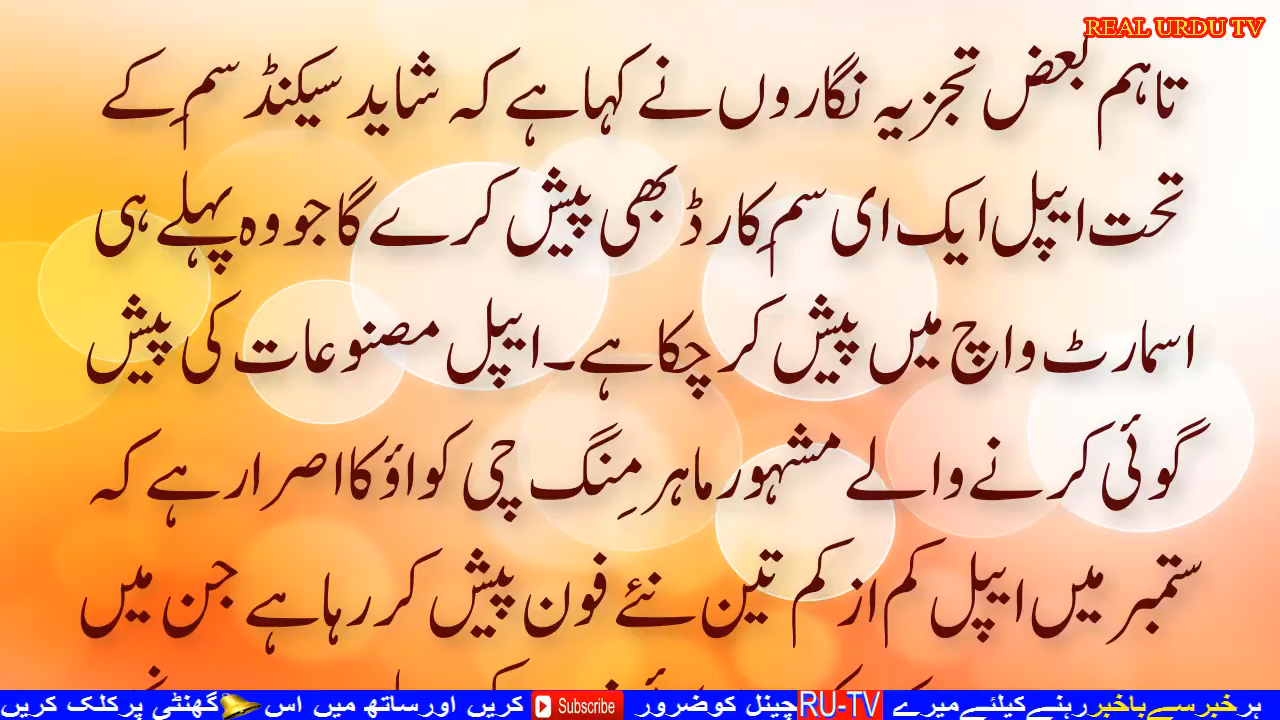 REAL URDU TV
تاہم بعض تجزیہ نگاروں نے کہا ہے کہ شاید سیکنڈ سم کے
تحت ایپل ایک ای سم کارڈ بھی پیش کرے گا جو وہ پہلے ہی
اسمارٹ واچ میں پیش کر چکا ہے۔ ایپل مصنوعات کی پیش
گوئی کرنے والے مشہور ماہر مِنگ چی کواؤ کا اصرار ہے کہ
ستمبر میں ایپل کم از کم تین نئے فون پیش کر رہا ہے جن میں
ہر خبر سے باخبر رہنے کیلئے میرے RU-TV چینل کو ضرور Subscribe کریں اور ساتھ میں اس گھنٹی پر کلک کریں